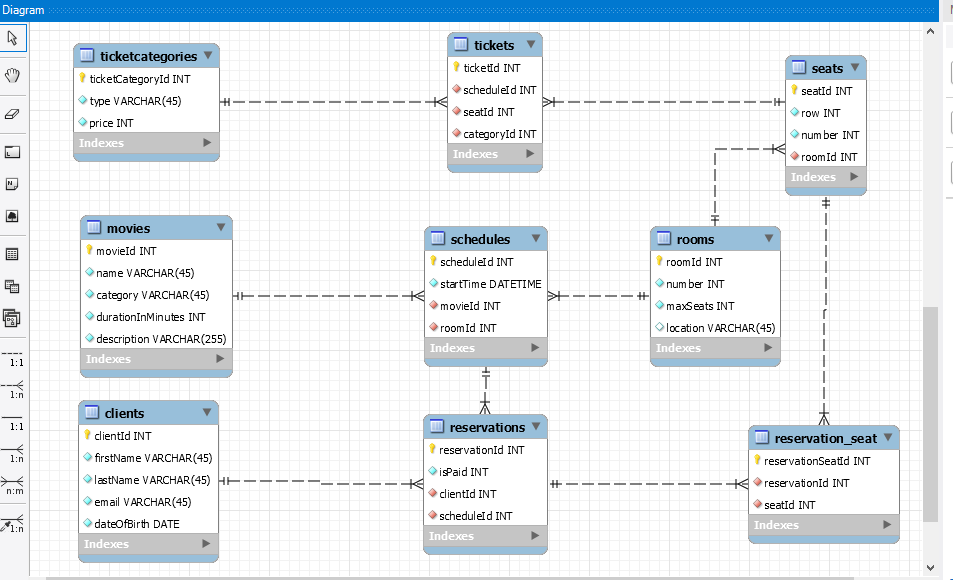 Diagram
ticketcategories
ticketCategoryId INT
type VARCHAR(45)
price INT
Indexes
tickets
ticketId INT
scheduleId INT
seatId INT
categoryId INT
Indexes
seats
seatId INT
row INT
number INT
roomId INT
Indexes
movies
movieId INT
name VARCHAR(45)
category VARCHAR(45)
durationInMinutes INT
description VARCHAR(255)
Indexes
schedules
scheduleId INT
startTime DATETIME
movieId INT
roomId INT
Indexes
rooms
roomId INT
number INT
maxSeats INT
location VARCHAR(45)
Indexes
clients
clientId INT
firstName VARCHAR(45)
lastName VARCHAR(45)
email VARCHAR(45)
dateOfBirth DATE
Indexes
reservations
reservationId INT
isPaid INT
clientId INT
scheduleId INT
Indexes
reservation_seat
reservationSeatId INT
reservationId INT
seatId INT
Indexes
1:1
1:n
1:1
1:n
n:m
1:n